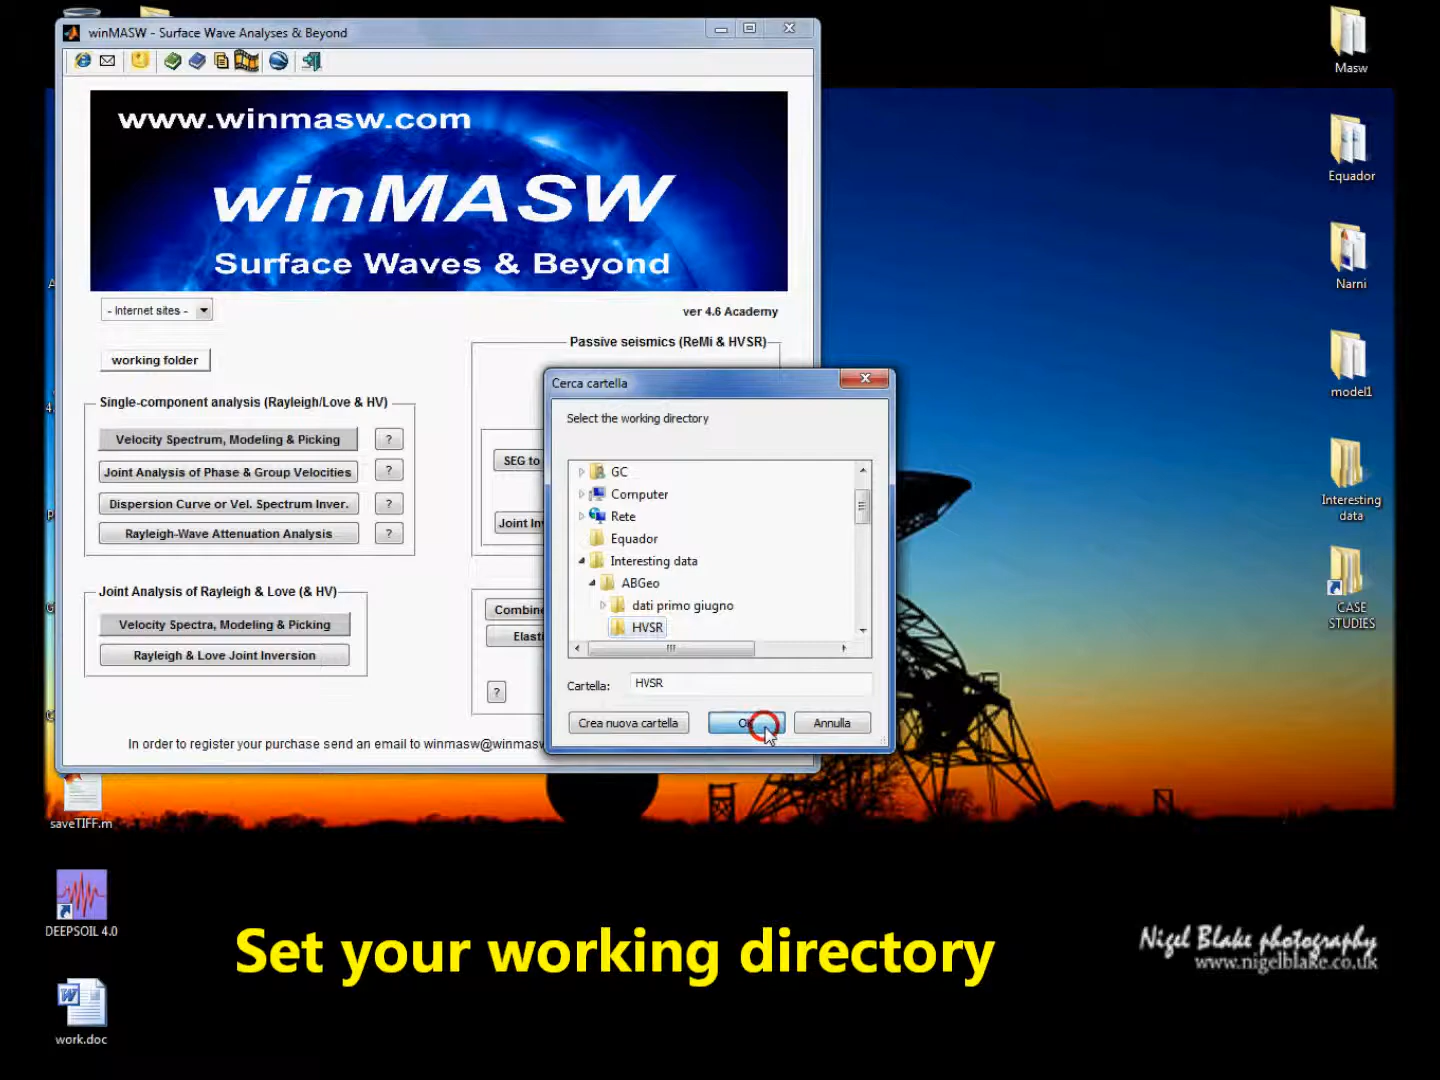 winMASW - Surface Wave Analyses & Beyond
www.winmasw.com
winMASW
Surface Waves & Beyond
- Internet sites -
ver 4.6 Academy
working folder
Passive seismics (ReMi & HVSR)
Single-component analysis (Rayleigh/Love & HV)
Velocity Spectrum, Modeling & Picking
?
Joint Analysis of Phase & Group Velocities
?
Dispersion Curve or Vel. Spectrum Inver.
?
Rayleigh-Wave Attenuation Analysis
?
Joint Analysis of Rayleigh & Love (& HV)
Velocity Spectra, Modeling & Picking
Rayleigh & Love Joint Inversion
SEG to
Joint In
Combine
Elasti
?
In order to register your purchase send an email to winmasw@winmasw
Cerca cartella
Select the working directory
GC
Computer
Rete
Equador
Interesting data
ABGeo
dati primo giugno
HVSR
Cartella:
HVSR
Crea nuova cartella
OK
Annulla
Masw
Equador
Narni
model1
Interesting
data
CASE
STUDIES
saveTIFF.m
DEEPSOIL 4.0
work.doc
Set your working directory
Nigel Blake photography
www.nigelblake.co.uk